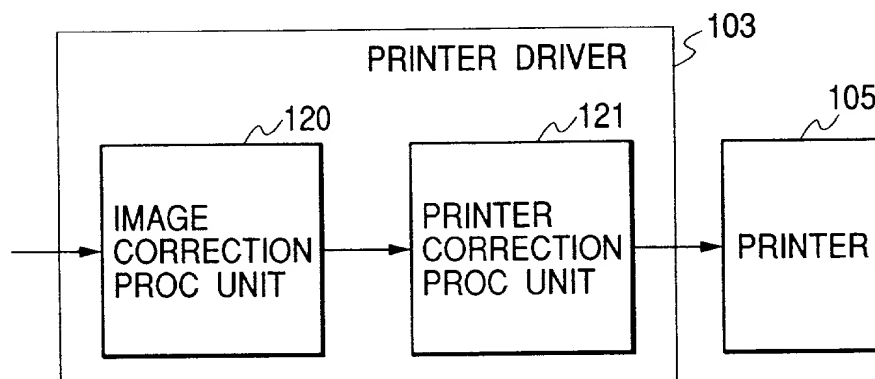 103
PRINTER DRIVER
120
121
105
IMAGE
CORRECTION
PROC UNIT
PRINTER
CORRECTION
PROC UNIT
PRINTER